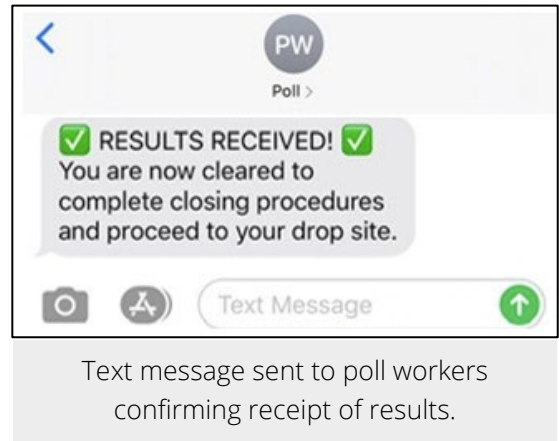 PW
Poll >
✅ RESULTS RECEIVED! ✅
You are now cleared to
complete closing procedures
and proceed to your drop site.
Text Message
Text message sent to poll workers
confirming receipt of results.